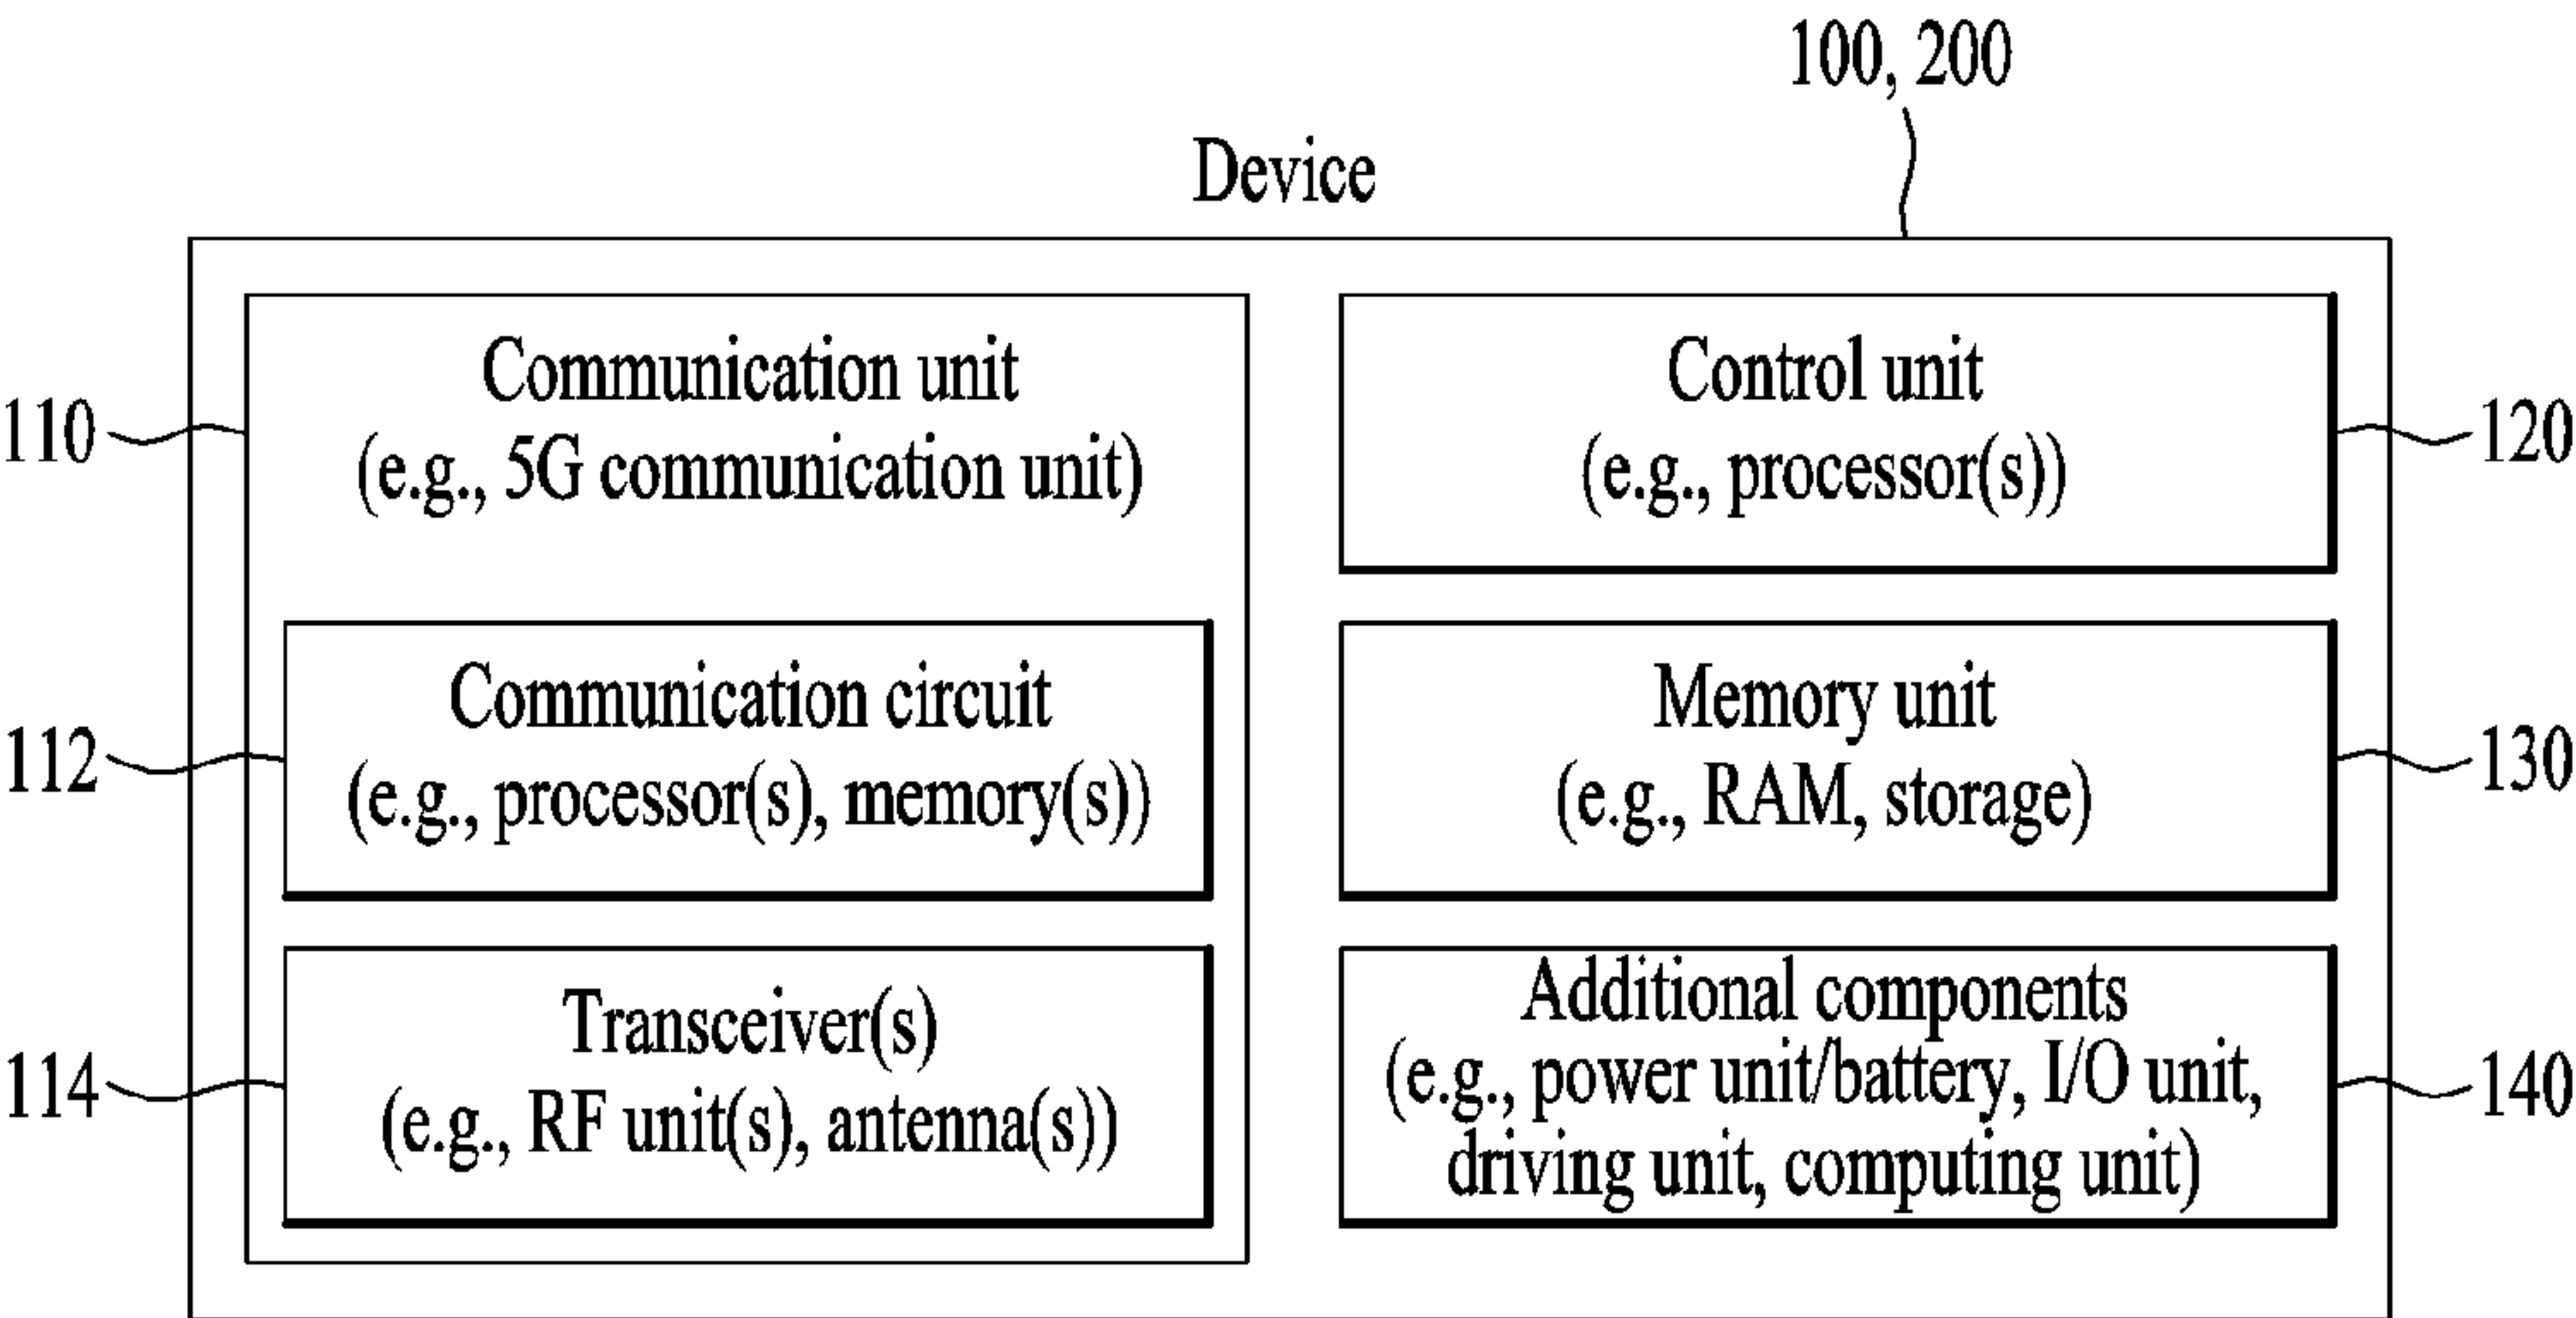 100, 200
Device
110
Communication unit
(e.g., 5G communication unit)
112
Communication circuit
(e.g., processor(s), memory(s))
114
Transceiver(s)
(e.g., RF unit(s), antenna(s))
Control unit
(e.g., processor(s))
120
Memory unit
(e.g., RAM, storage)
130
Additional components
(e.g., power unit/battery, I/O unit,
driving unit, computing unit)
140